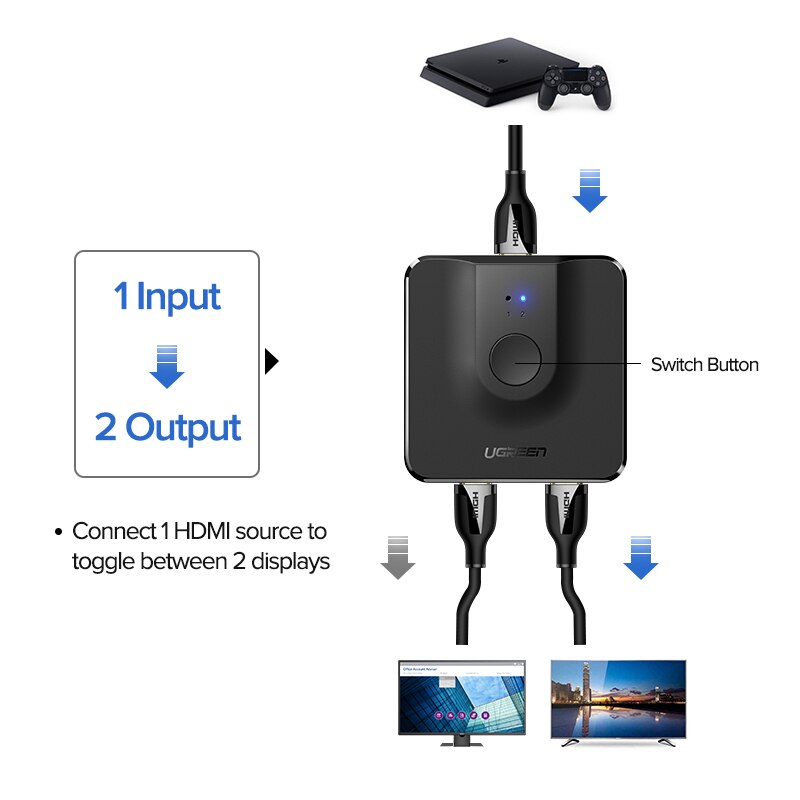 HDMI
1 Input
2 Output
1 2
Switch Button
UGREEN
HDMI HDMI
• Connect 1 HDMI source to
toggle between 2 displays